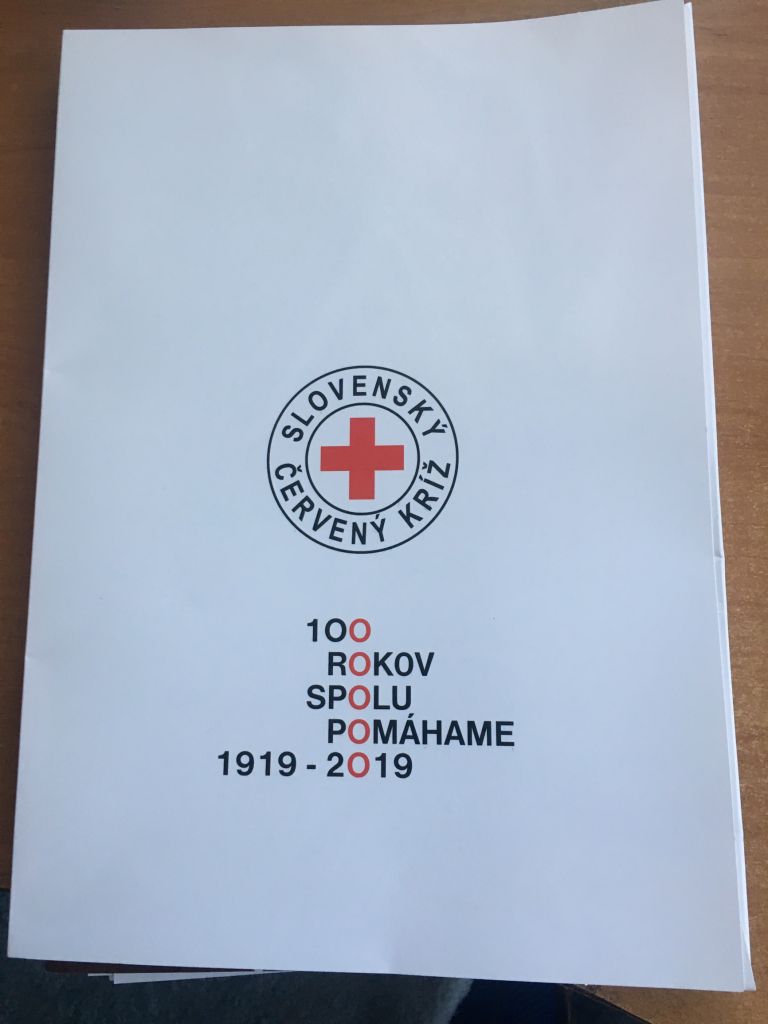 SLOVENSKÝ
ČERVENÝ KRÍŽ
100
ROKOV
SPOLU
POMÁHAME
1919 - 2019